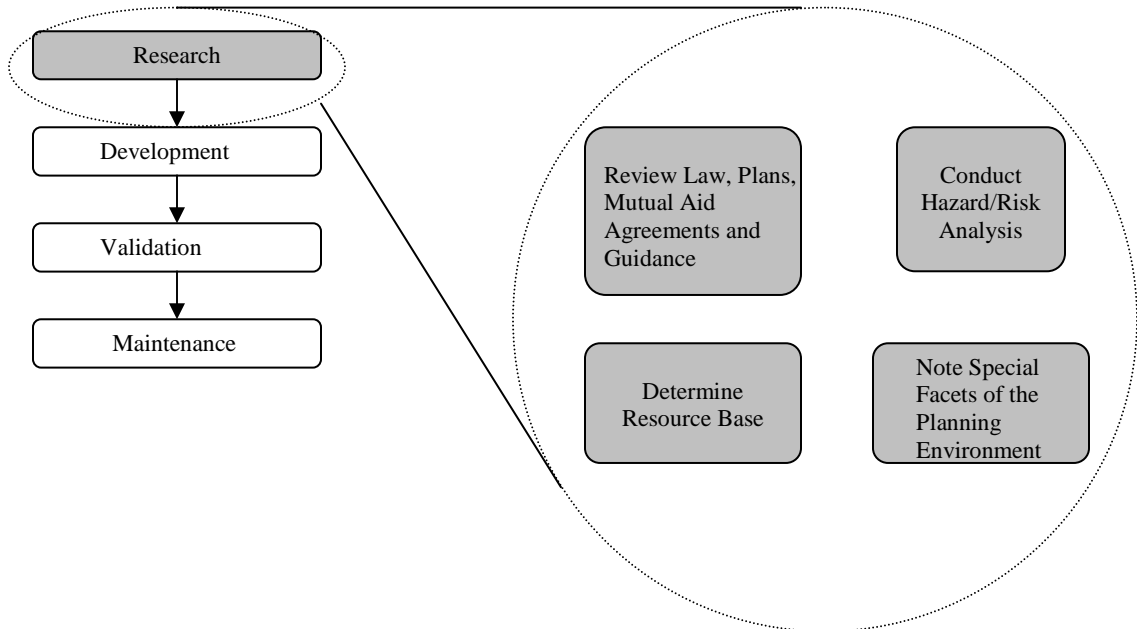 Research
Development
Validation
Maintenance
Review Law, Plans,
Mutual Aid
Agreements and
Guidance
Conduct
Hazard/Risk
Analysis
Determine
Resource Base
Note Special
Facets of the
Planning
Environment